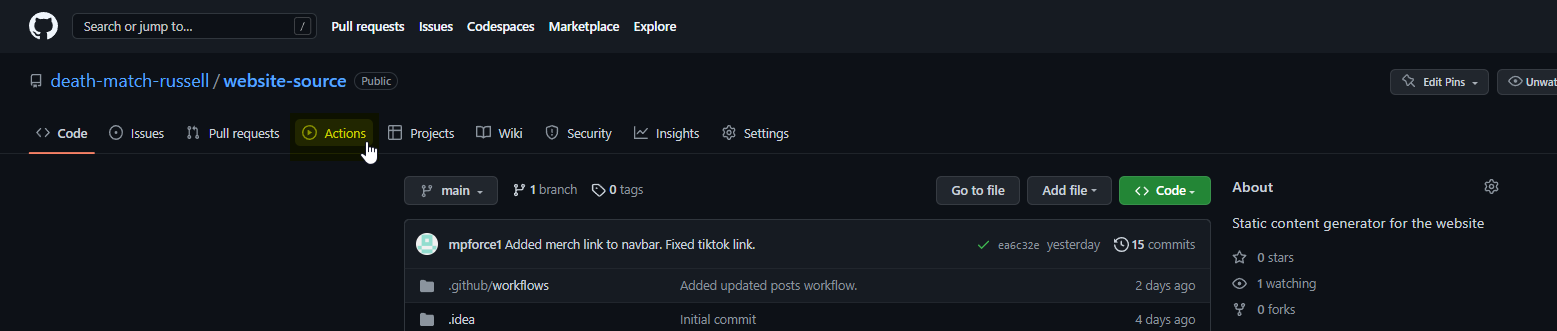 Search or jump to... /
Pull requests Issues Codespaces Marketplace Explore
death-match-russell / website-source Public
Edit Pins
Unwat
Code Issues Pull requests Actions Projects Wiki Security Insights Settings
main 1 branch 0 tags
Go to file Add file Code
mpforce1 Added merch link to navbar. Fixed tiktok link. ea6c32e yesterday 15 commits
.github/workflows Added updated posts workflow. 2 days ago
.idea Initial commit 4 days ago
About
Static content generator for the website
0 stars
1 watching
0 forks